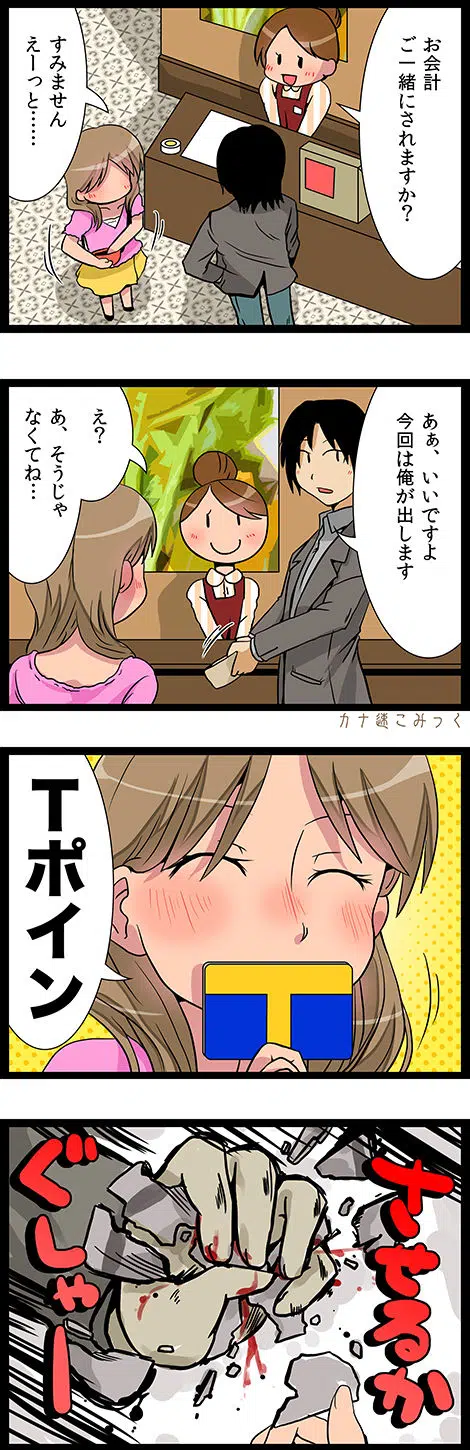 お会計
ご一緒にされますか？
すみません
えーっと……
あぁ、いいですよ
今回は俺が出します
え？
あ、そうじゃ
なくてね…
カナ速こみっく
Tポイン
させるか
ぐしゃー